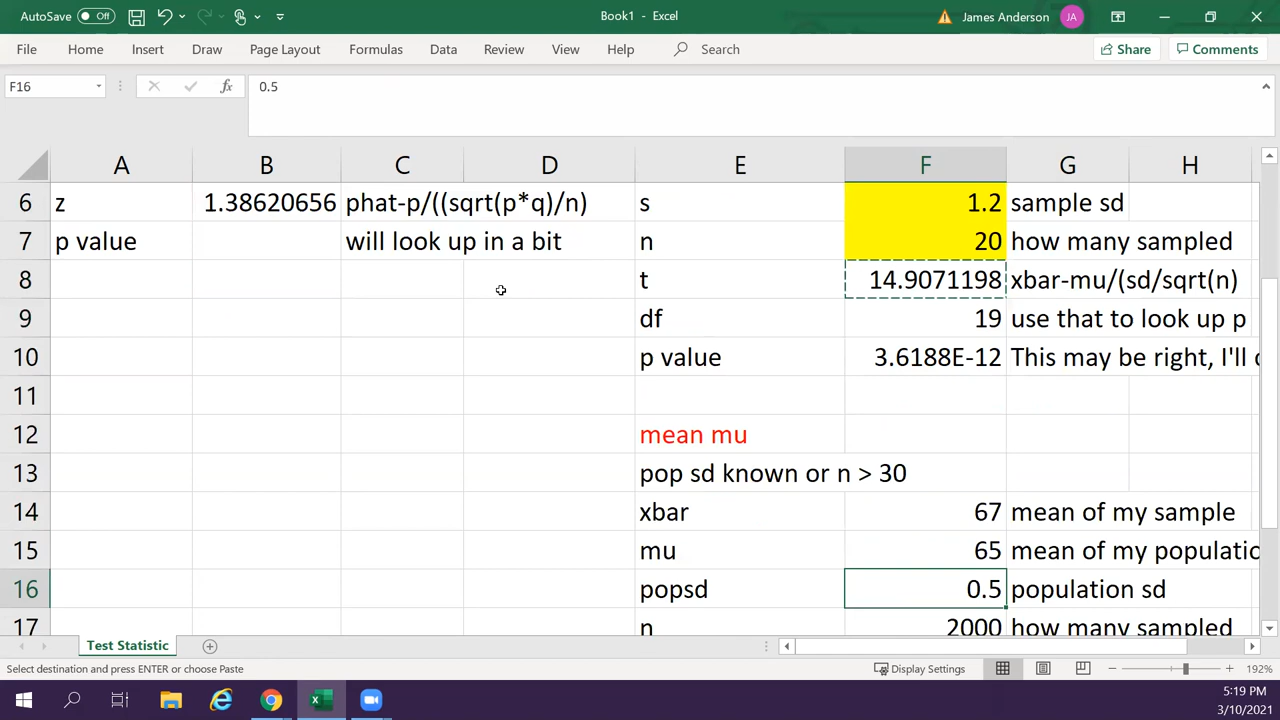 AutoSave Off Book1 - Excel James Anderson JA
File Home Insert Draw Page Layout Formulas Data Review View Help Search Share Comments
F16 fx 0.5
A B C D E F G H
6 z 1.38620656 phat-p/((sqrt(p*q)/n) s 1.2 sample sd
7 p value will look up in a bit n 20 how many sampled
8 t 14.9071198 xbar-mu/(sd/sqrt(n)
9 df 19 use that to look up p
10 p value 3.6188E-12 This may be right, I'll
11
12 mean mu
13 pop sd known or n > 30
14 xbar 67 mean of my sample
15 mu 65 mean of my populatio
16 popsd 0.5 population sd
17 n 2000 how many sampled
Test Statistic
Select destination and press ENTER or choose Paste Display Settings 192%
5:19 PM
3/10/2021